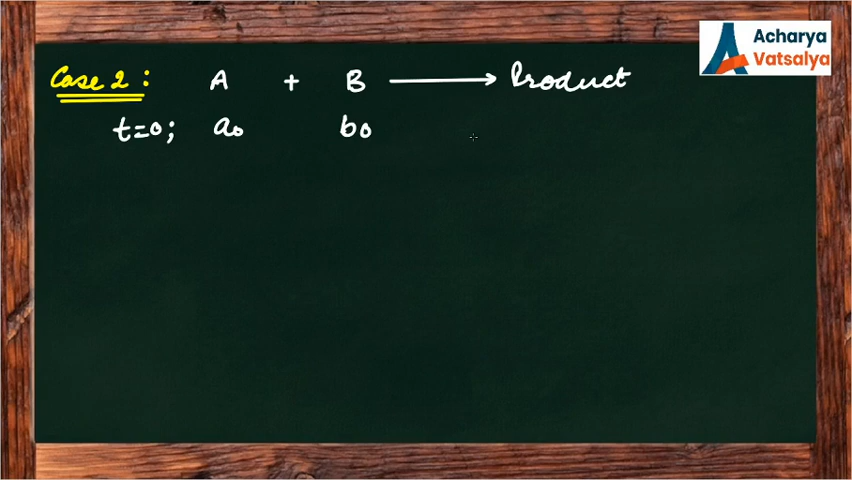 Acharya
Vatsalya
Case 2 : A + B ⟶ Product
t=0; a₀ b₀